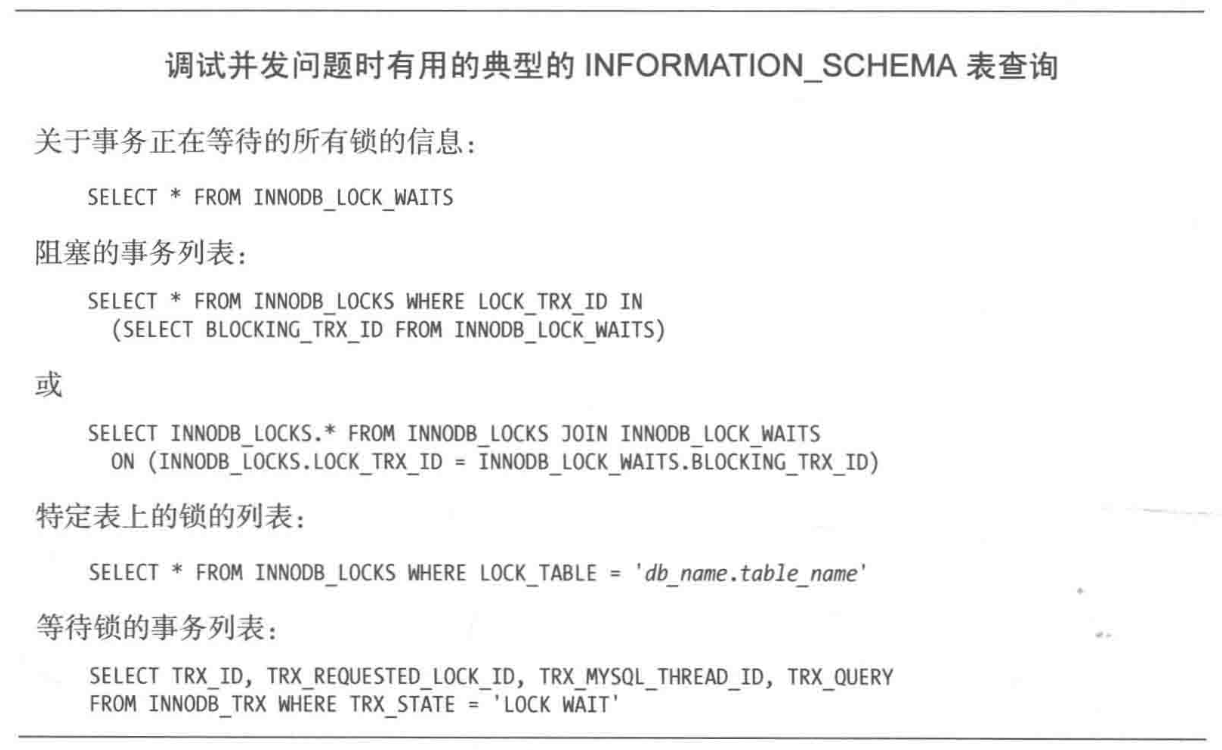 调试并发问题时有用的典型的 INFORMATION_SCHEMA 表查询
关于事务正在等待的所有锁的信息：
SELECT * FROM INNODB_LOCK_WAITS
阻塞的事务列表：
SELECT * FROM INNODB_LOCKS WHERE LOCK_TRX_ID IN
(SELECT BLOCKING_TRX_ID FROM INNODB_LOCK_WAITS)
或
SELECT INNODB_LOCKS.* FROM INNODB_LOCKS JOIN INNODB_LOCK_WAITS
ON (INNODB_LOCKS.LOCK_TRX_ID = INNODB_LOCK_WAITS.BLOCKING_TRX_ID)
特定表上的锁的列表：
SELECT * FROM INNODB_LOCKS WHERE LOCK_TABLE = 'db_name.table_name'
等待锁的事务列表：
SELECT TRX_ID, TRX_REQUESTED_LOCK_ID, TRX_MYSQL_THREAD_ID, TRX_QUERY
FROM INNODB_TRX WHERE TRX_STATE = 'LOCK WAIT'